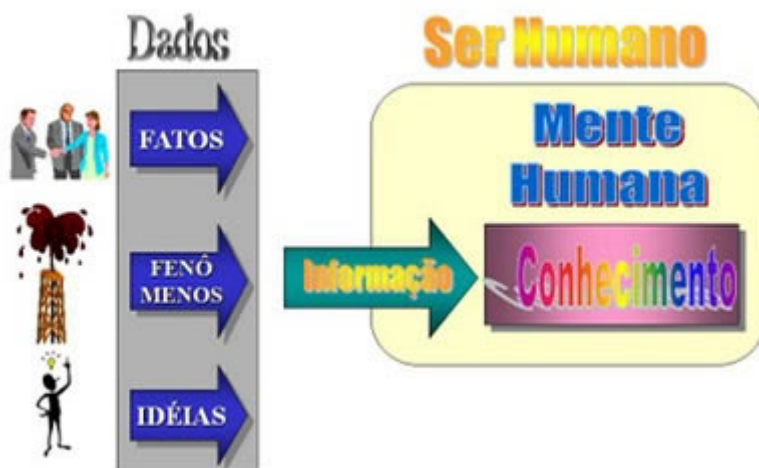 Dados
FATOS
FENÔ
MENOS
IDÉIAS
Informação
Ser Humano
Mente
Humana
Conhecimento